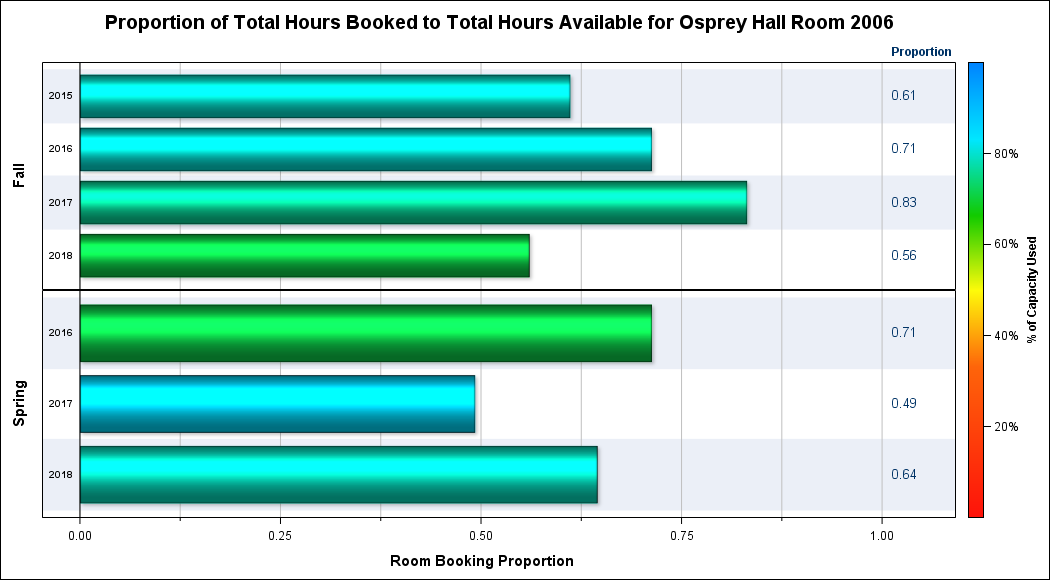 Proportion of Total Hours Booked to Total Hours Available for Osprey Hall Room 2006
Proportion
Fall
2015 0.61
2016 0.71
2017 0.83
2018 0.56
Spring
2016 0.71
2017 0.49
2018 0.64
0.00 0.25 0.50 0.75 1.00
Room Booking Proportion
80%
60%
40%
20%
% of Capacity Used